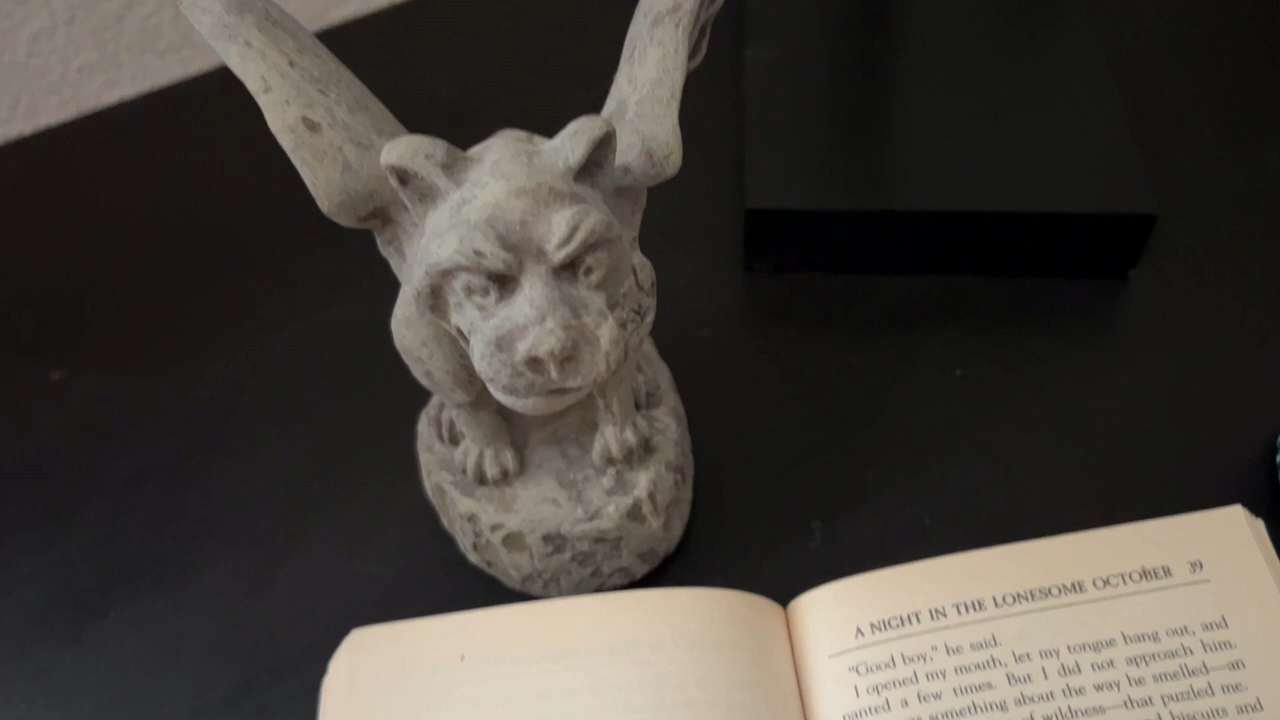 A NIGHT IN THE LONESOME OCTOBER 39
"Good boy," he said.
I opened my mouth, let my tongue hang out, and
panted a few times. But I did not approach him.
something about the way he smelled—an
of wildness—that puzzled me.
biscuits and